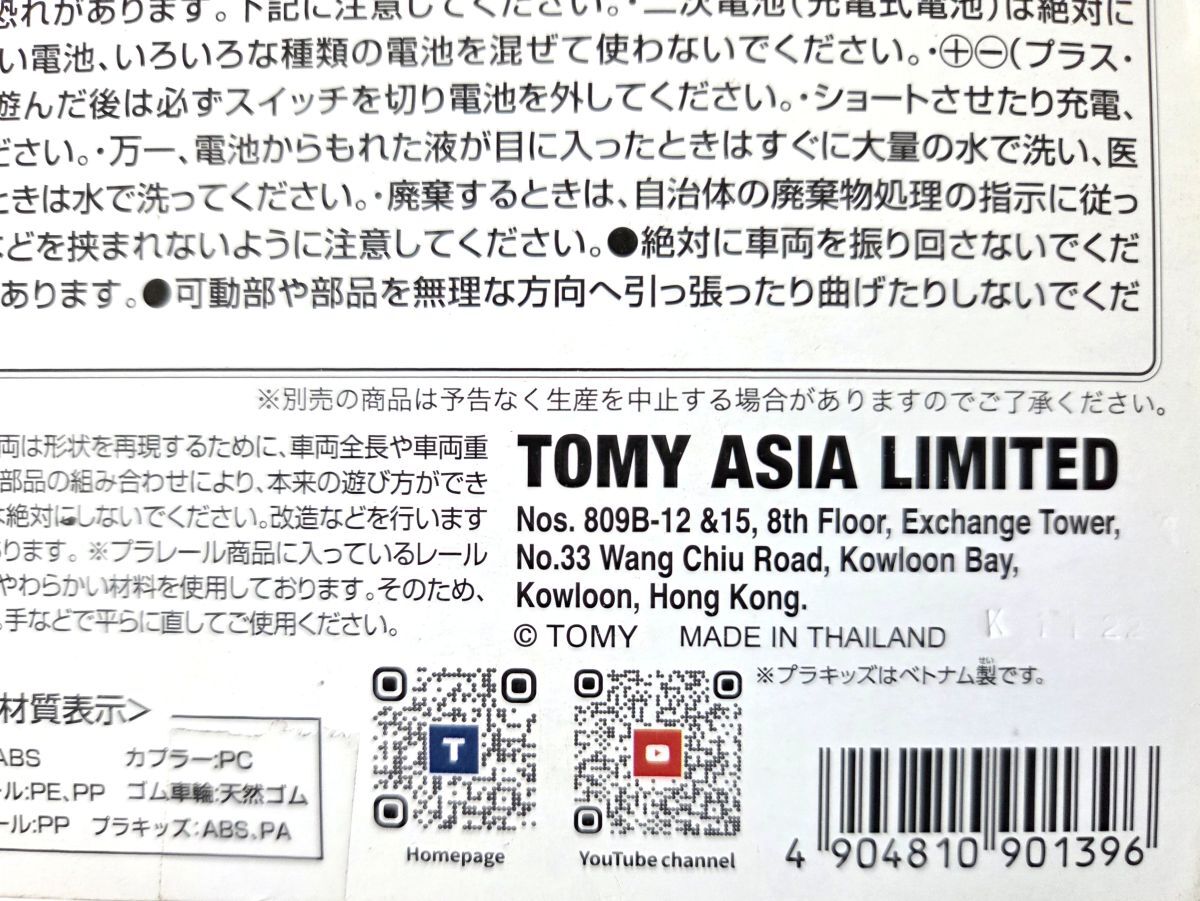 恐れがあります。下記に注意してください。・二次電池(充電式電池)は絶対に
い電池、いろいろな種類の電池を混ぜて使わないでください。・⊕⊖(プラス・
遊んだ後は必ずスイッチを切り電池を外してください。・ショートさせたり充電、
ださい。・万一、電池からもれた液が目に入ったときはすぐに大量の水で洗い、医
ときは水で洗ってください。・廃棄するときは、自治体の廃棄物処理の指示に従っ
などを挟まれないように注意してください。●絶対に車両を振り回さないでくだ
あります。●可動部や部品を無理な方向へ引っ張ったり曲げたりしないでくだ
※別売の商品は予告なく生産を中止する場合がありますのでご了承ください。
両は形状を再現するために、車両全長や車両重
部品の組み合わせにより、本来の遊び方ができ
は絶対にしないでください。改造などを行います
あります。※プラレール商品に入っているレール
やわらかい材料を使用しております。そのため、
手などで平らに直してご使用ください。
TOMY ASIA LIMITED
Nos. 809B-12 &15, 8th Floor, Exchange Tower,
No.33 Wang Chiu Road, Kowloon Bay,
Kowloon, Hong Kong.
© TOMY MADE IN THAILAND
※プラキッズはベトナム製です。
せい
材質表示>
ABS カプラー:PC
ール:PE、PP ゴム車輪:天然ゴム
ール:PP プラキッズ:ABS、PA
T
Homepage
YouTube channel
4 904810 901396